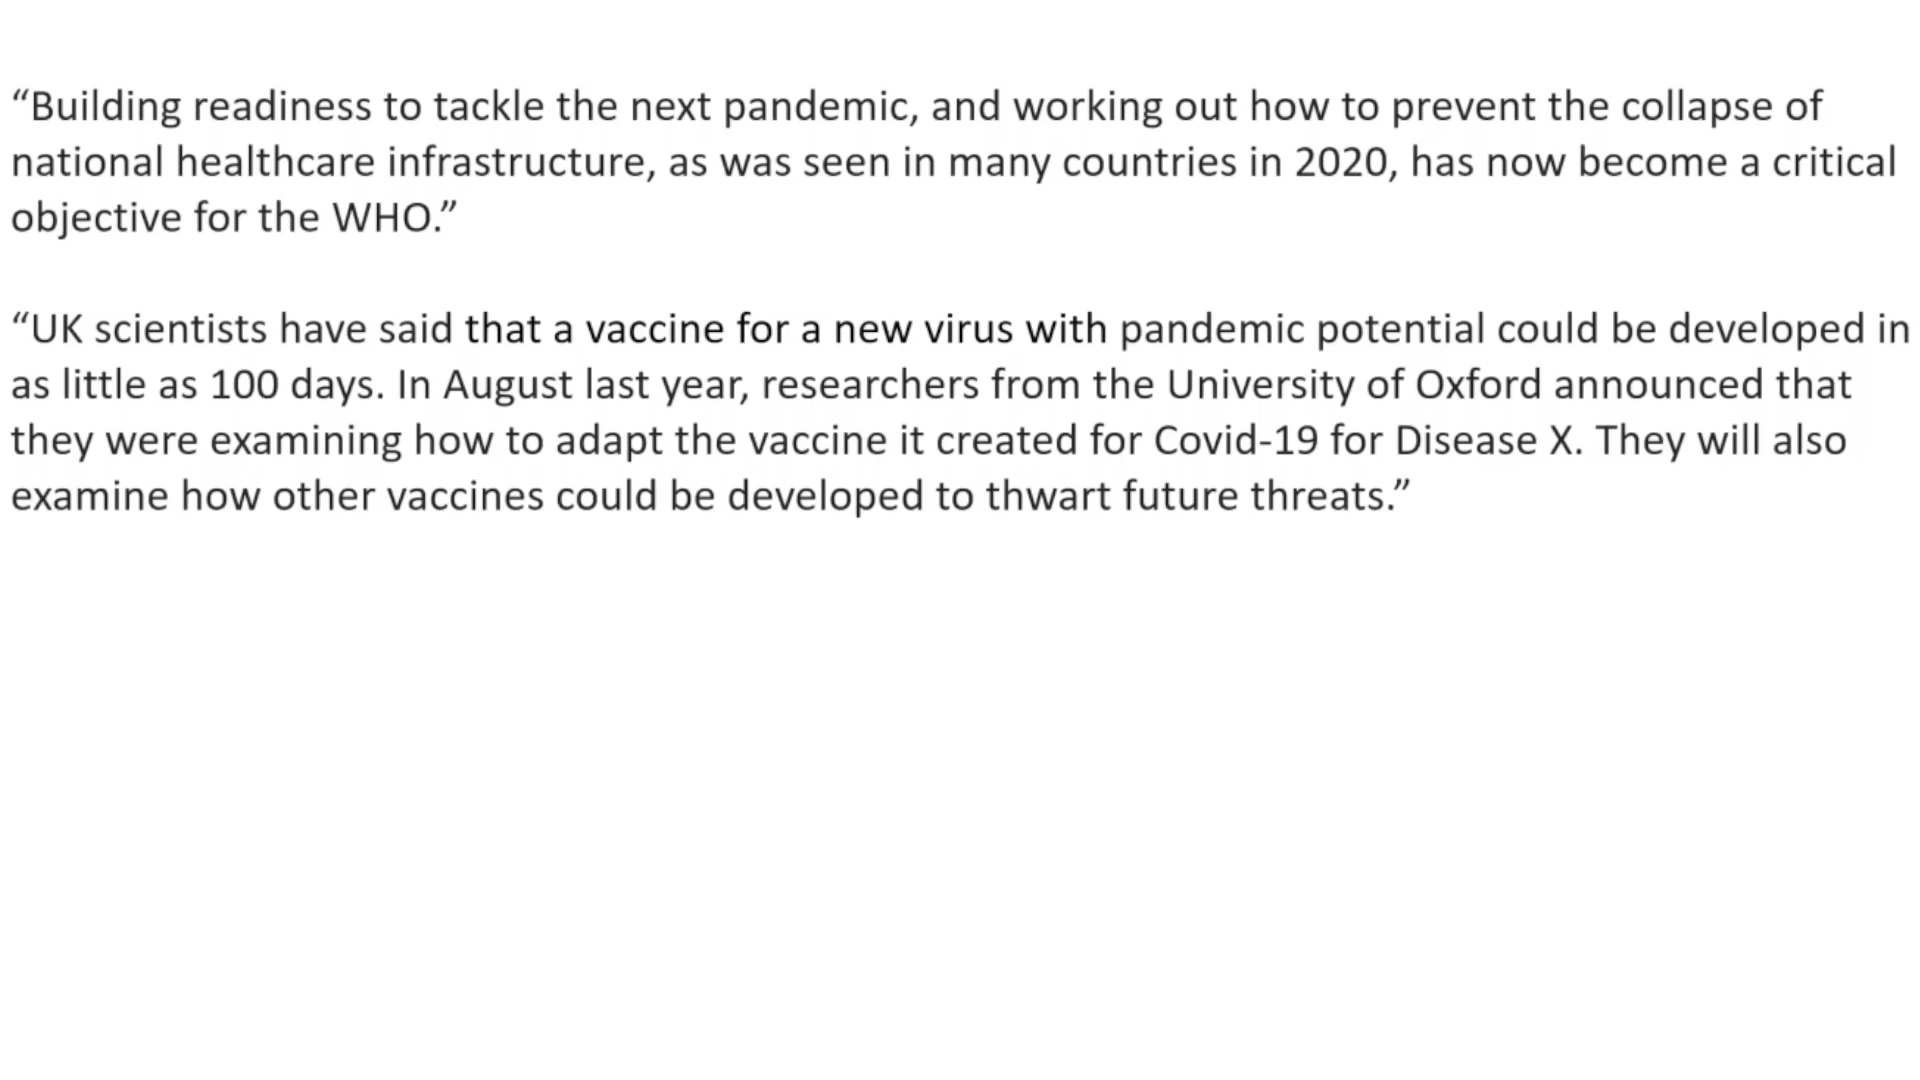 “Building readiness to tackle the next pandemic, and working out how to prevent the collapse of
national healthcare infrastructure, as was seen in many countries in 2020, has now become a critical
objective for the WHO.”
“UK scientists have said that a vaccine for a new virus with pandemic potential could be developed in
as little as 100 days. In August last year, researchers from the University of Oxford announced that
they were examining how to adapt the vaccine it created for Covid-19 for Disease X. They will also
examine how other vaccines could be developed to thwart future threats.”